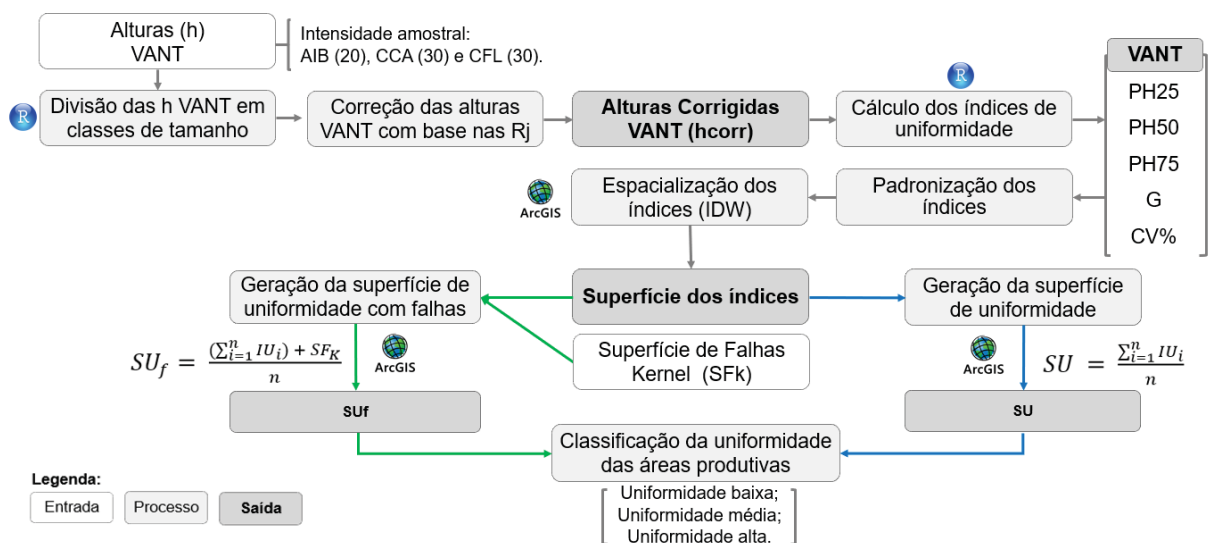 Alturas (h)
VANT
Intensidade amostral:
AIB (20), CCA (30) e CFL (30).
R
Divisão das h VANT em
classes de tamanho
Correção das alturas
VANT com base nas Rj
Alturas Corrigidas
VANT (hcorr)
R
Cálculo dos índices de
uniformidade
VANT
PH25
PH50
PH75
G
CV%
Padronização dos
índices
Espacialização dos
índices (IDW)
ArcGIS
Superfície dos índices
Geração da superfície de
uniformidade com falhas
Geração da superfície
de uniformidade
Superfície de Falhas
Kernel (SFk)
SU_f = \frac{(\sum_{i=1}^{n} IU_i) + SF_K}{n}
ArcGIS
ArcGIS
SU = \frac{\sum_{i=1}^{n} IU_i}{n}
SUf
SU
Classificação da uniformidade
das áreas produtivas
Uniformidade baixa;
Uniformidade média;
Uniformidade alta.
Legenda:
Entrada
Processo
Saída